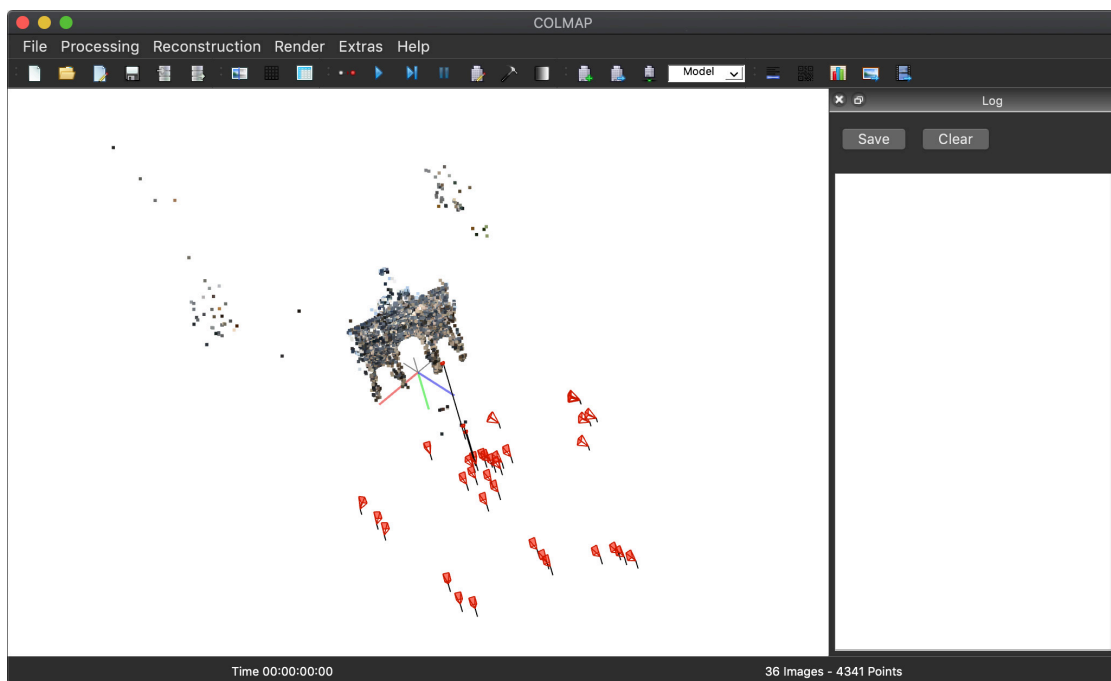 COLMAP
File Processing Reconstruction Render Extras Help
Model
Log
Save Clear
Time 00:00:00:00 36 Images - 4341 Points